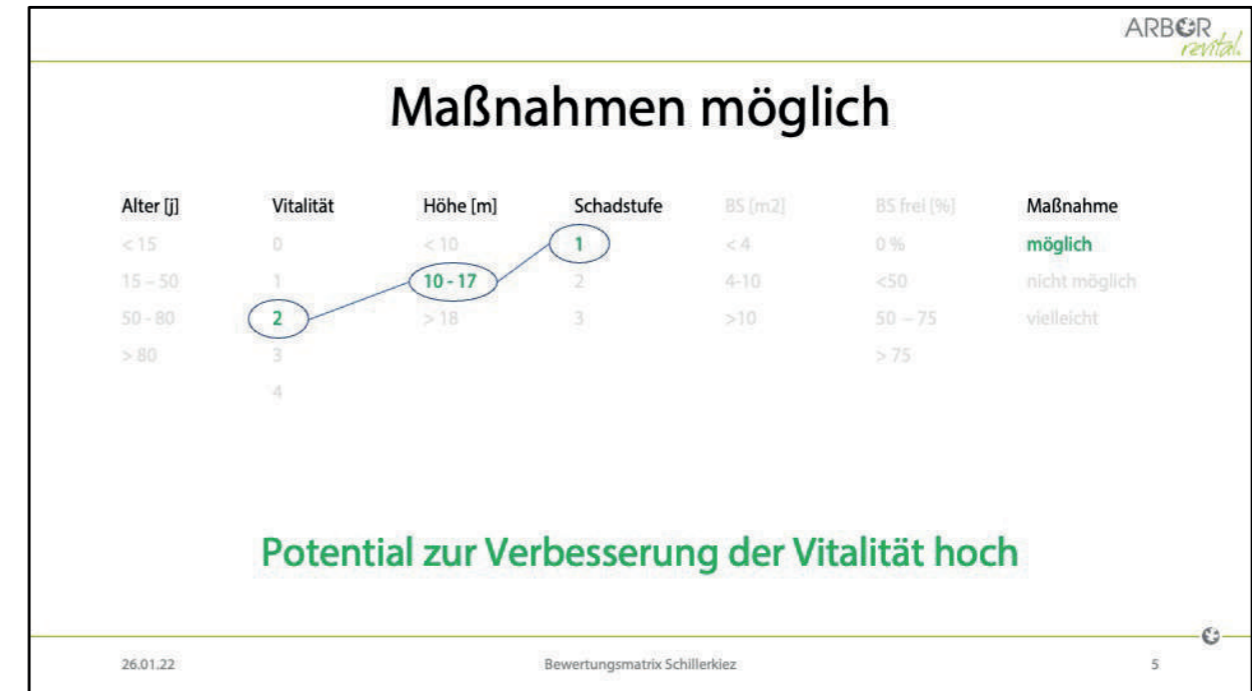 ARBOR
revital.
Maßnahmen möglich
Alter [j] Vitalität Höhe [m] Schadstufe BS [m2] BS frei [%] Maßnahme
< 15 0 < 10 1 < 4 0 % möglich
15 – 50 1 10 - 17 2 4-10 <50 nicht möglich
50 - 80 2 > 18 3 >10 50 – 75 vielleicht
> 80 3 > 75
4
Potential zur Verbesserung der Vitalität hoch
26.01.22 Bewertungsmatrix Schillerkiez 5